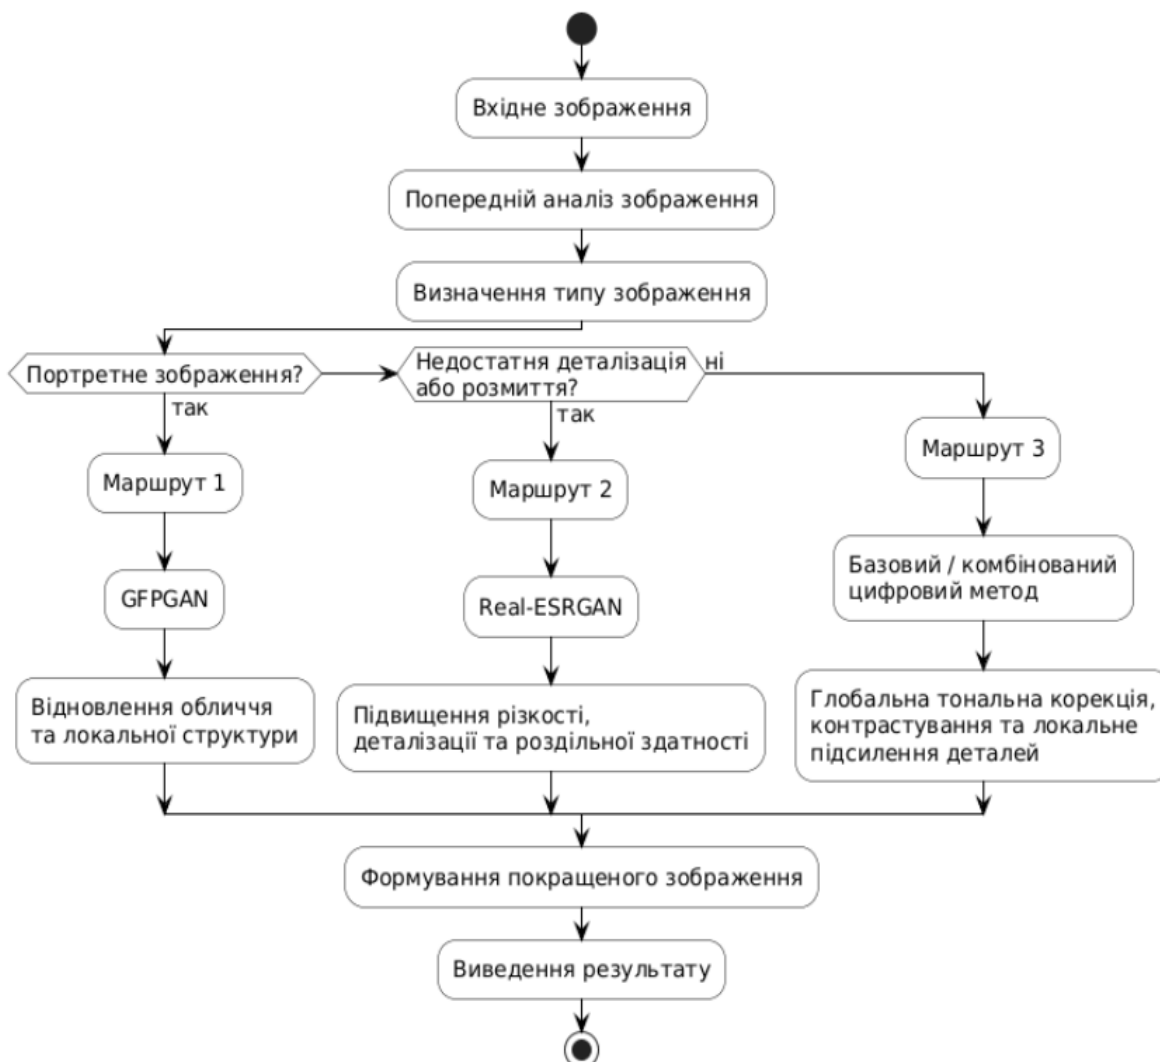 Вхідне зображення
Попередній аналіз зображення
Визначення типу зображення
Портретне зображення?
так
Недостатня деталізація
або розмиття?
ні
так
Маршрут 1
GFPGAN
Відновлення обличчя
та локальної структури
Маршрут 2
Real-ESRGAN
Підвищення різкості,
деталізації та роздільної здатності
Маршрут 3
Базовий / комбінований
цифровий метод
Глобальна тональна корекція,
контрастування та локальне
підсилення деталей
Формування покращеного зображення
Виведення результату